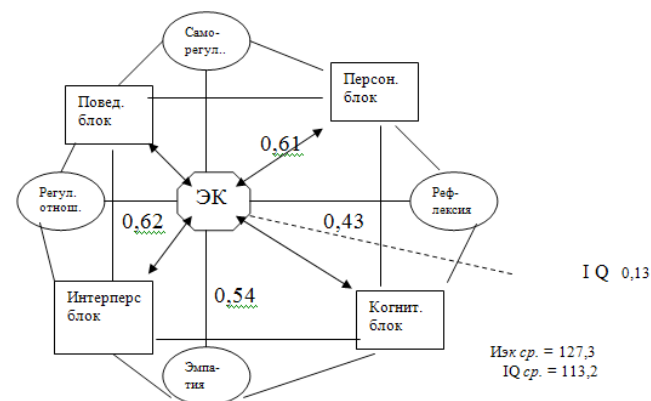 Само-
регул..
Персон.
блок
Повед.
блок
0,61
ЭК
Регул.
отнош.
Реф-
лексия
0,62
0,43
I Q 0,13
0,54
Интерперс
блок
Когнит.
блок
Эмпа-
тия
Иэк ср. = 127,3
IQ ср. = 113,2